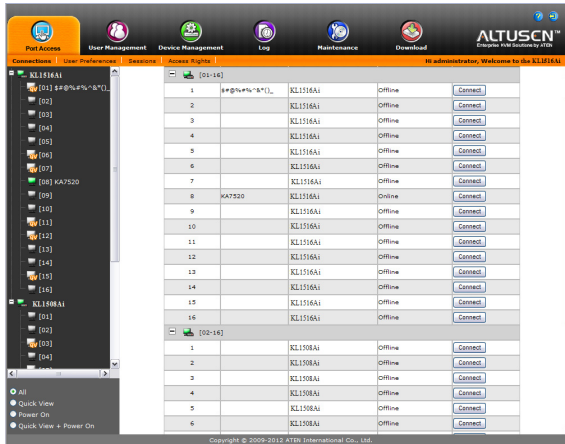 ALTUSCN™
Enterprise KVM Solutions by ATEN
Port Access User Management Device Management Log Maintenance Download
Connections User Preferences Sessions Access Rights Hi administrator, Welcome to the KL1516Ai
KL1516Ai
[01] $#@%#%^&*()_
[02]
[03]
[04]
[05]
[06]
[07]
[08] KA7520
[09]
[10]
[11]
[12]
[13]
[14]
[15]
[16]
KL1508Ai
[01]
[02]
[03]
[04]
All
Quick View
Power On
Quick View + Power On
[01-16]
1 $#@%#%^&*()_ KL1516Ai Offline Connect
2 KL1516Ai Offline Connect
3 KL1516Ai Offline Connect
4 KL1516Ai Offline Connect
5 KL1516Ai Offline Connect
6 KL1516Ai Offline Connect
7 KL1516Ai Offline Connect
8 KA7520 KL1516Ai Online Connect
9 KL1516Ai Offline Connect
10 KL1516Ai Offline Connect
11 KL1516Ai Offline Connect
12 KL1516Ai Offline Connect
13 KL1516Ai Offline Connect
14 KL1516Ai Offline Connect
15 KL1516Ai Offline Connect
16 KL1516Ai Offline Connect
[02-16]
1 KL1508Ai Offline Connect
2 KL1508Ai Offline Connect
3 KL1508Ai Offline Connect
4 KL1508Ai Offline Connect
5 KL1508Ai Offline Connect
6 KL1508Ai Offline Connect
Copyright © 2009-2012 ATEN International Co., Ltd.